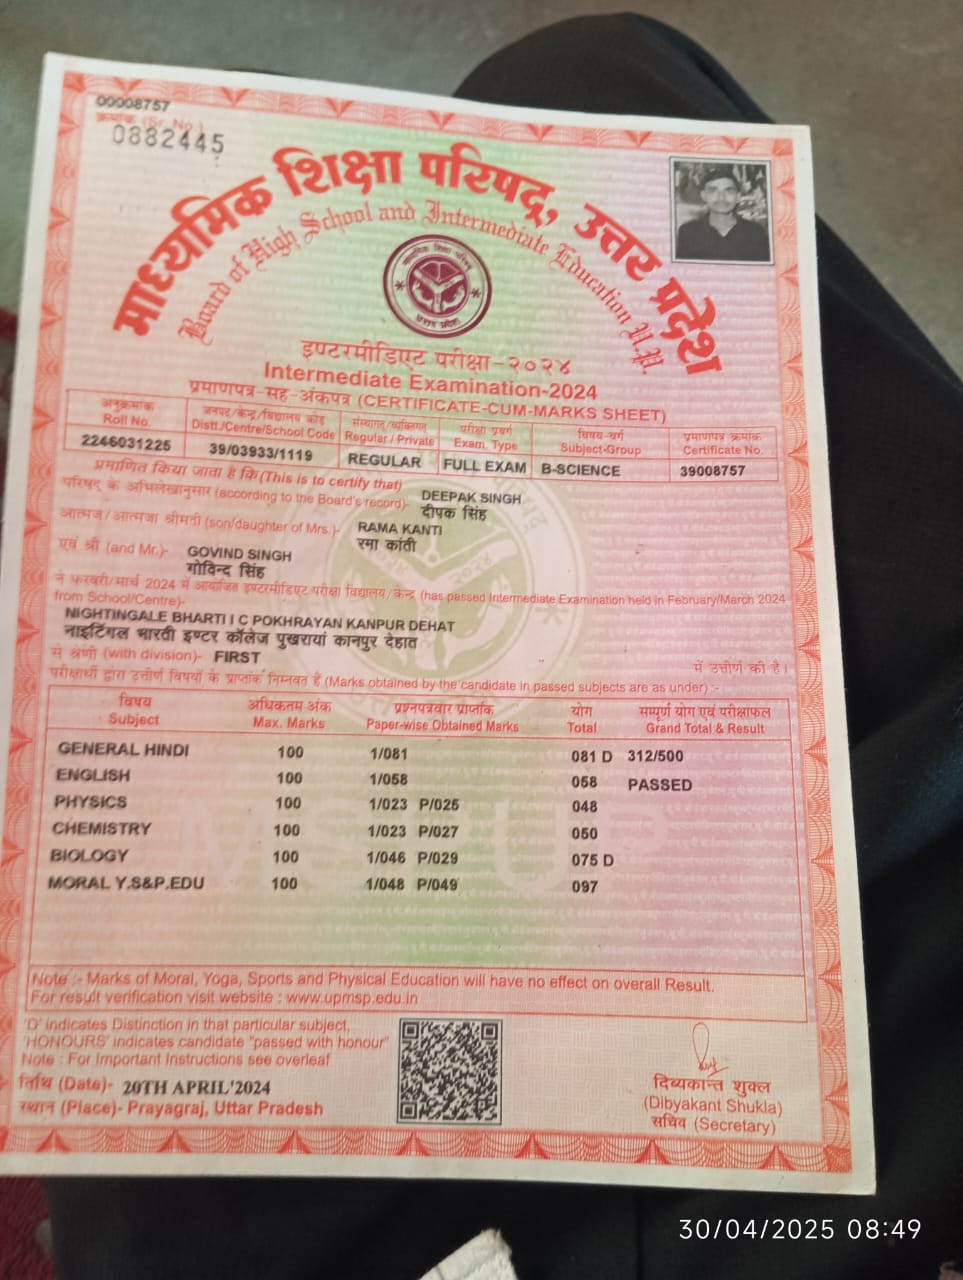 00008757
क्रमांक (Sr. No.)
0882445
माध्यमिक शिक्षा परिषद्, उत्तर प्रदेश
Board of High School and Intermediate Education U.P.
माध्यमिक शिक्षा परिषद
उत्तर प्रदेश
इण्टरमीडिएट परीक्षा-२०२४
Intermediate Examination-2024
प्रमाणपत्र-सह-अंकपत्र (CERTIFICATE-CUM-MARKS SHEET)
अनुक्रमांक जनपद/केन्द्र/विद्यालय कोड संस्थागत/व्यक्तिगत परीक्षा प्रवर्ग विषय-वर्ग प्रमाणपत्र क्रमांक
Roll No. Distt./Centre/School Code Regular / Private Exam. Type Subject-Group Certificate No.
2246031225 39/03933/1119 REGULAR FULL EXAM B-SCIENCE 39008757
प्रमाणित किया जाता है कि (This is to certify that)
परिषद् के अभिलेखानुसार (according to the Board's record)- DEEPAK SINGH
दीपक सिंह
आत्मज/आत्मजा श्रीमती (son/daughter of Mrs.)- RAMA KANTI
रमा कांती
एवं श्री (and Mr.)- GOVIND SINGH
गोविन्द सिंह
ने फरवरी/मार्च 2024 में आयोजित इण्टरमीडिएट परीक्षा विद्यालय/केन्द्र (has passed Intermediate Examination held in February/March 2024
from School/Centre)-
NIGHTINGALE BHARTI I C POKHRAYAN KANPUR DEHAT
नाइटिंगल भारती इण्टर कॉलेज पुखरायां कानपुर देहात
से श्रेणी (with division)- FIRST में उत्तीर्ण की है।
परीक्षार्थी द्वारा उत्तीर्ण विषयों के प्राप्तांक निम्नवत हैं (Marks obtained by the candidate in passed subjects are as under) :-
विषय अधिकतम अंक प्रश्नपत्रवार प्राप्तांक योग सम्पूर्ण योग एवं परीक्षाफल
Subject Max. Marks Paper-wise Obtained Marks Total Grand Total & Result
GENERAL HINDI 100 1/081 081 D 312/500
ENGLISH 100 1/058 058 PASSED
PHYSICS 100 1/023 P/025 048
CHEMISTRY 100 1/023 P/027 050
BIOLOGY 100 1/046 P/029 075 D
MORAL Y.S&P.EDU 100 1/048 P/049 097
Note :- Marks of Moral, Yoga, Sports and Physical Education will have no effect on overall Result.
For result verification visit website : www.upmsp.edu.in
'D' indicates Distinction in that particular subject,
'HONOURS' indicates candidate "passed with honour"
Note : For Important Instructions see overleaf
तिथि (Date)- 20TH APRIL'2024
स्थान (Place)- Prayagraj, Uttar Pradesh
दिब्यकान्त शुक्ल
(Dibyakant Shukla)
सचिव (Secretary)
30/04/2025 08:49